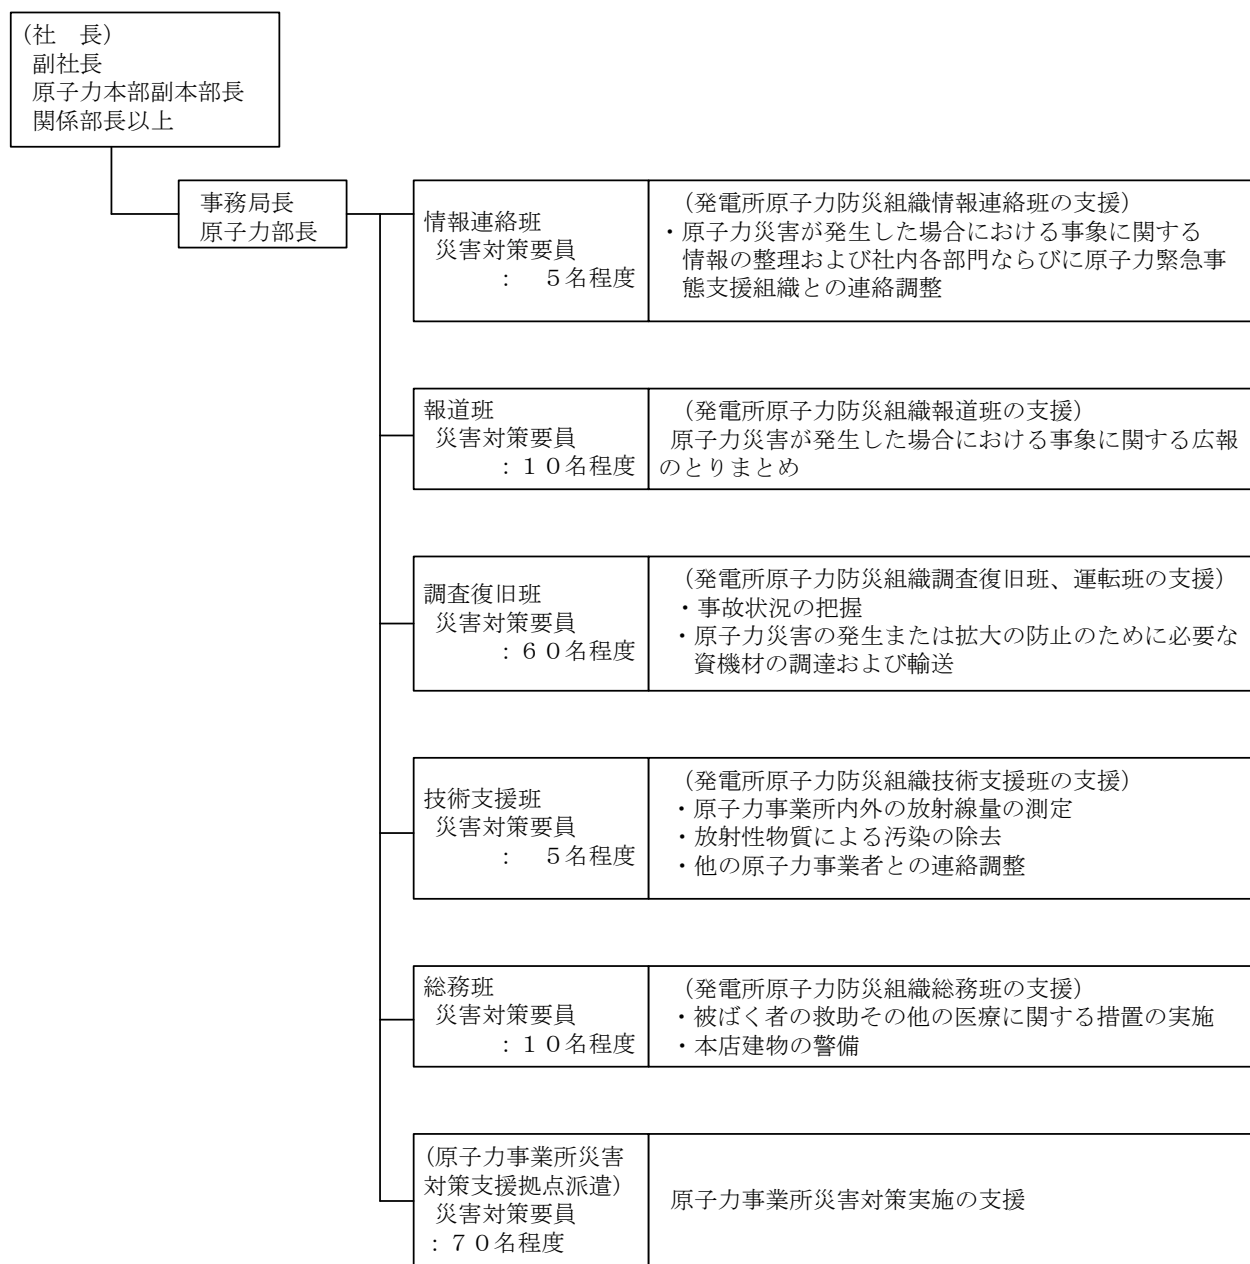 (社　長)
副社長
原子力本部副本部長
関係部長以上
事務局長
原子力部長
情報連絡班
災害対策要員
：　５名程度
(発電所原子力防災組織情報連絡班の支援)
・原子力災害が発生した場合における事象に関する
情報の整理および社内各部門ならびに原子力緊急事
態支援組織との連絡調整
報道班
災害対策要員
：１０名程度
(発電所原子力防災組織報道班の支援)
原子力災害が発生した場合における事象に関する広報
のとりまとめ
調査復旧班
災害対策要員
：６０名程度
(発電所原子力防災組織調査復旧班、運転班の支援)
・事故状況の把握
・原子力災害の発生または拡大の防止のために必要な
資機材の調達および輸送
技術支援班
災害対策要員
：　５名程度
(発電所原子力防災組織技術支援班の支援)
・原子力事業所内外の放射線量の測定
・放射性物質による汚染の除去
・他の原子力事業者との連絡調整
総務班
災害対策要員
：１０名程度
(発電所原子力防災組織総務班の支援)
・被ばく者の救助その他の医療に関する措置の実施
・本店建物の警備
(原子力事業所災害
対策支援拠点派遣)
災害対策要員
：７０名程度
原子力事業所災害対策実施の支援